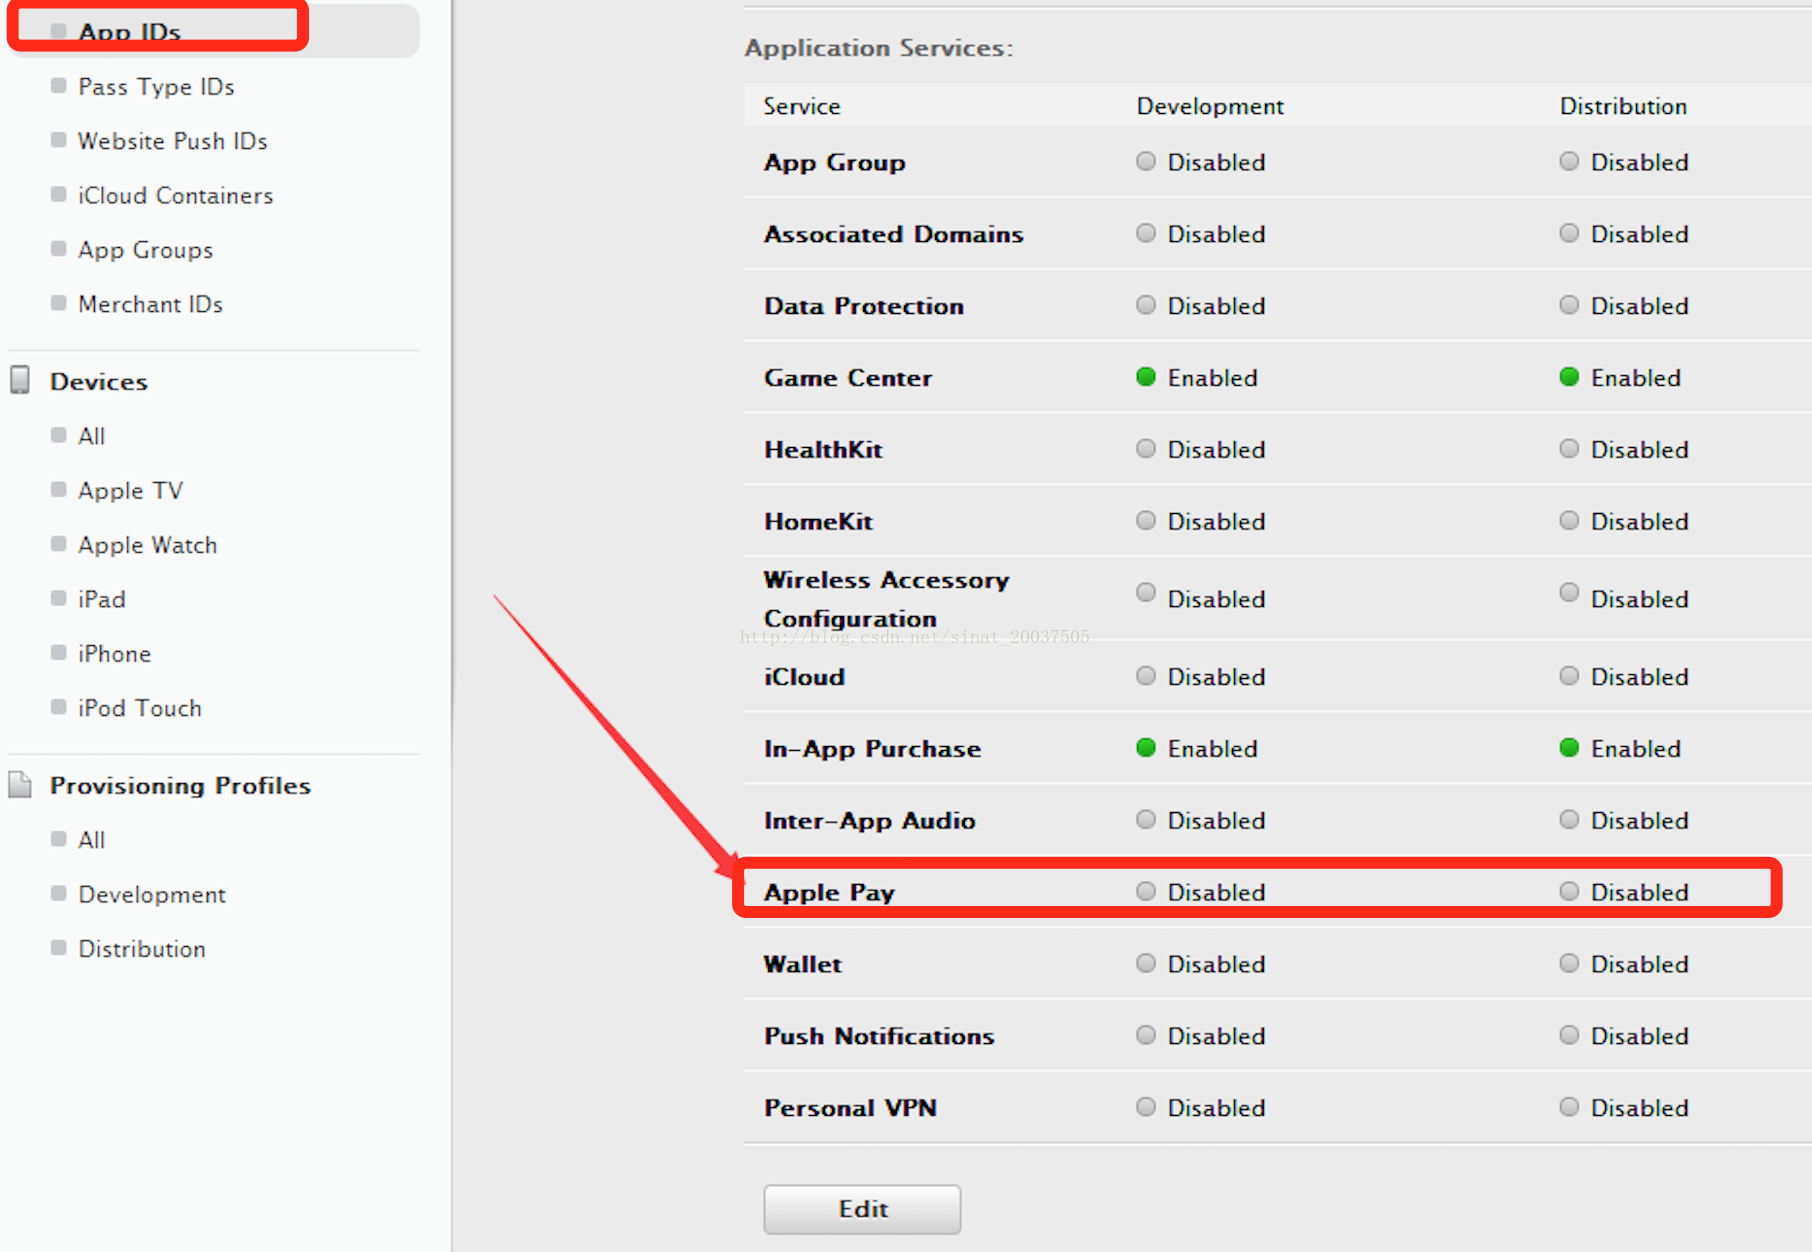 App IDs
Pass Type IDs
Website Push IDs
iCloud Containers
App Groups
Merchant IDs
Devices
All
Apple TV
Apple Watch
iPad
iPhone
iPod Touch
Provisioning Profiles
All
Development
Distribution
Application Services:
Service Development Distribution
App Group Disabled Disabled
Associated Domains Disabled Disabled
Data Protection Disabled Disabled
Game Center Enabled Enabled
HealthKit Disabled Disabled
HomeKit Disabled Disabled
Wireless Accessory
Configuration Disabled Disabled
http://blog.csdn.net/sinat_20037505
iCloud Disabled Disabled
In-App Purchase Enabled Enabled
Inter-App Audio Disabled Disabled
Apple Pay Disabled Disabled
Wallet Disabled Disabled
Push Notifications Disabled Disabled
Personal VPN Disabled Disabled
Edit